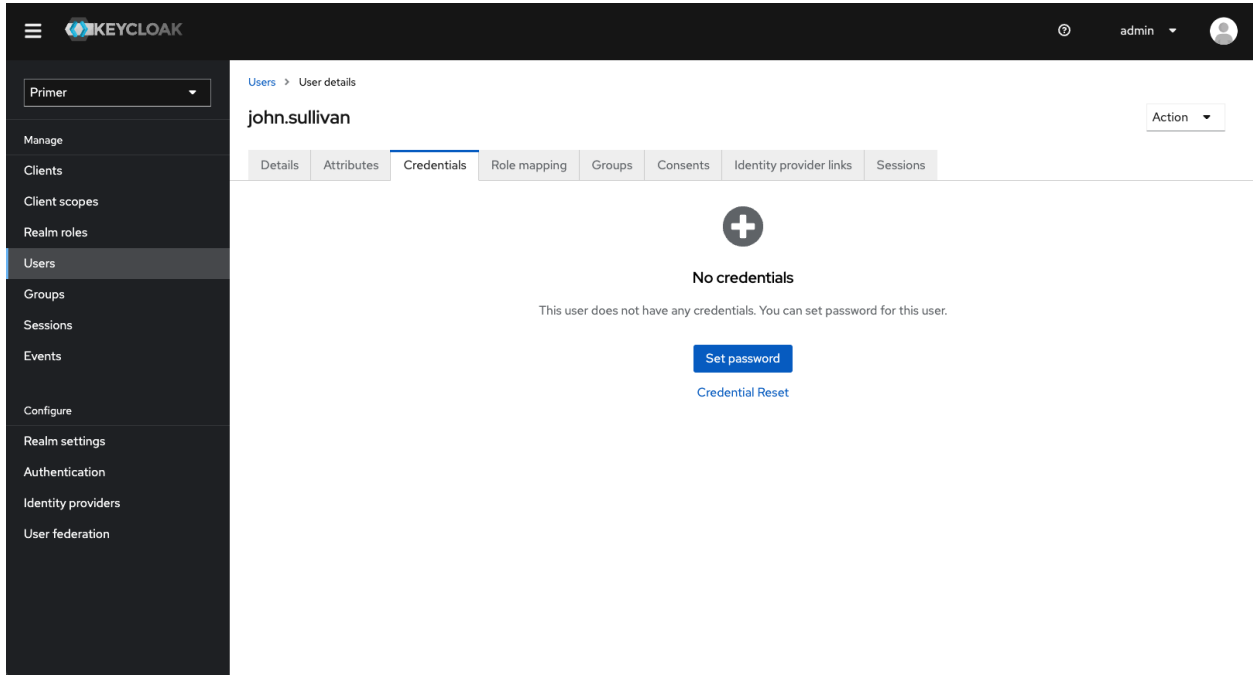 KEYCLOAK
admin
Primer
Manage
Clients
Client scopes
Realm roles
Users
Groups
Sessions
Events
Configure
Realm settings
Authentication
Identity providers
User federation
Users > User details
john.sullivan
Action
Details Attributes Credentials Role mapping Groups Consents Identity provider links Sessions
No credentials
This user does not have any credentials. You can set password for this user.
Set password
Credential Reset